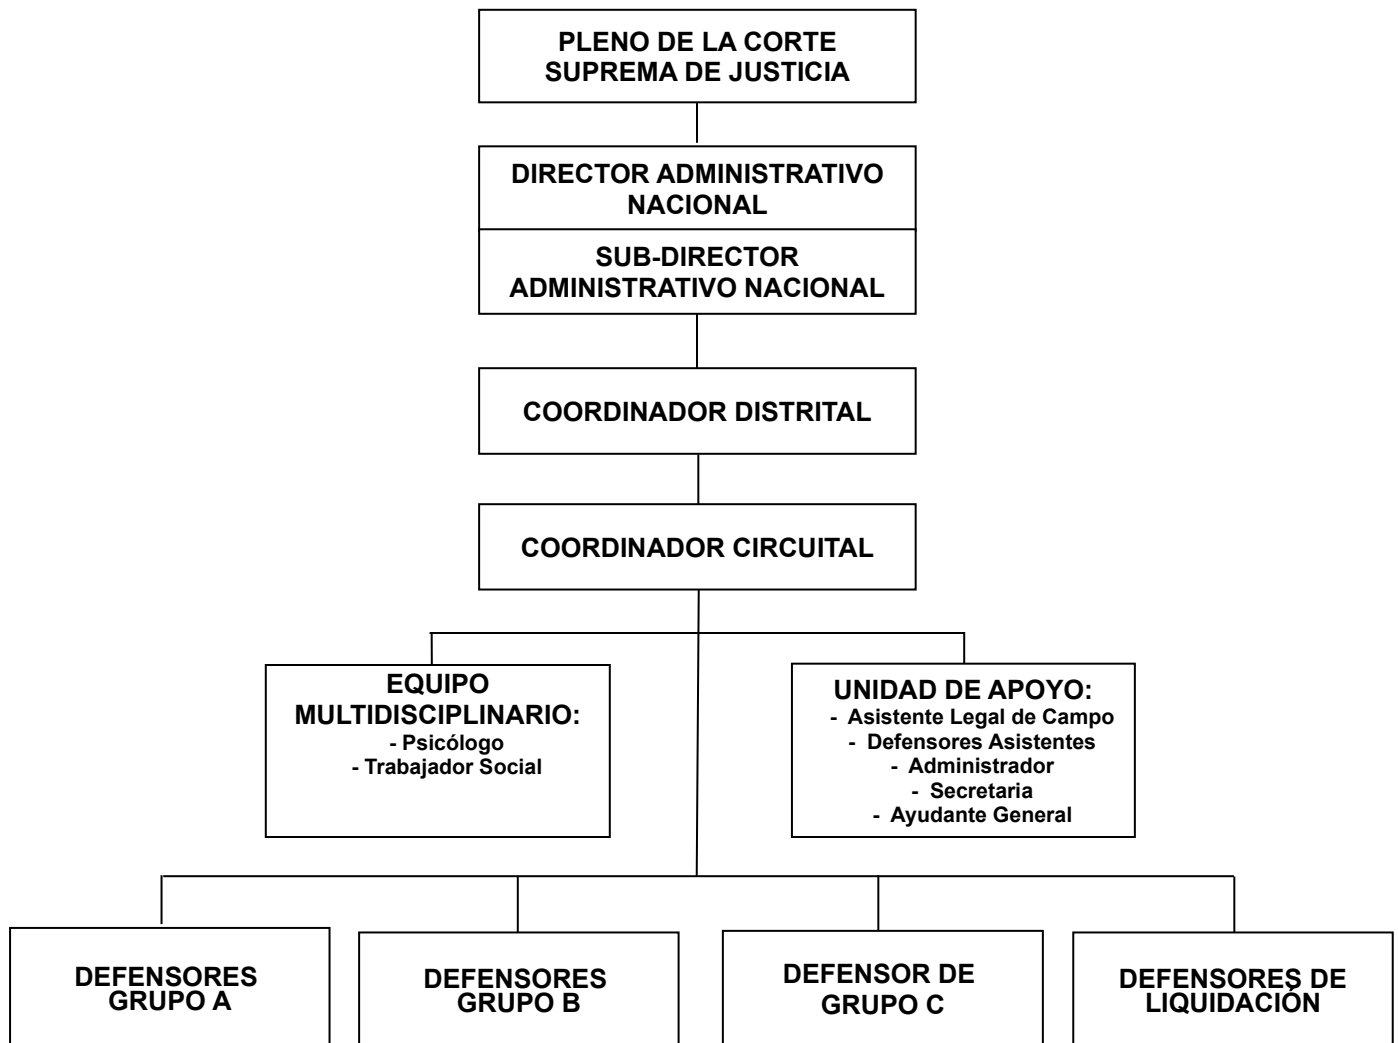 PLENO DE LA CORTE
SUPREMA DE JUSTICIA
DIRECTOR ADMINISTRATIVO
NACIONAL
SUB-DIRECTOR
ADMINISTRATIVO NACIONAL
COORDINADOR DISTRITAL
COORDINADOR CIRCUITAL
EQUIPO
MULTIDISCIPLINARIO:
- Psicólogo
- Trabajador Social
UNIDAD DE APOYO:
- Asistente Legal de Campo
- Defensores Asistentes
- Administrador
- Secretaria
- Ayudante General
DEFENSORES
GRUPO A
DEFENSORES
GRUPO B
DEFENSOR DE
GRUPO C
DEFENSORES DE
LIQUIDACIÓN